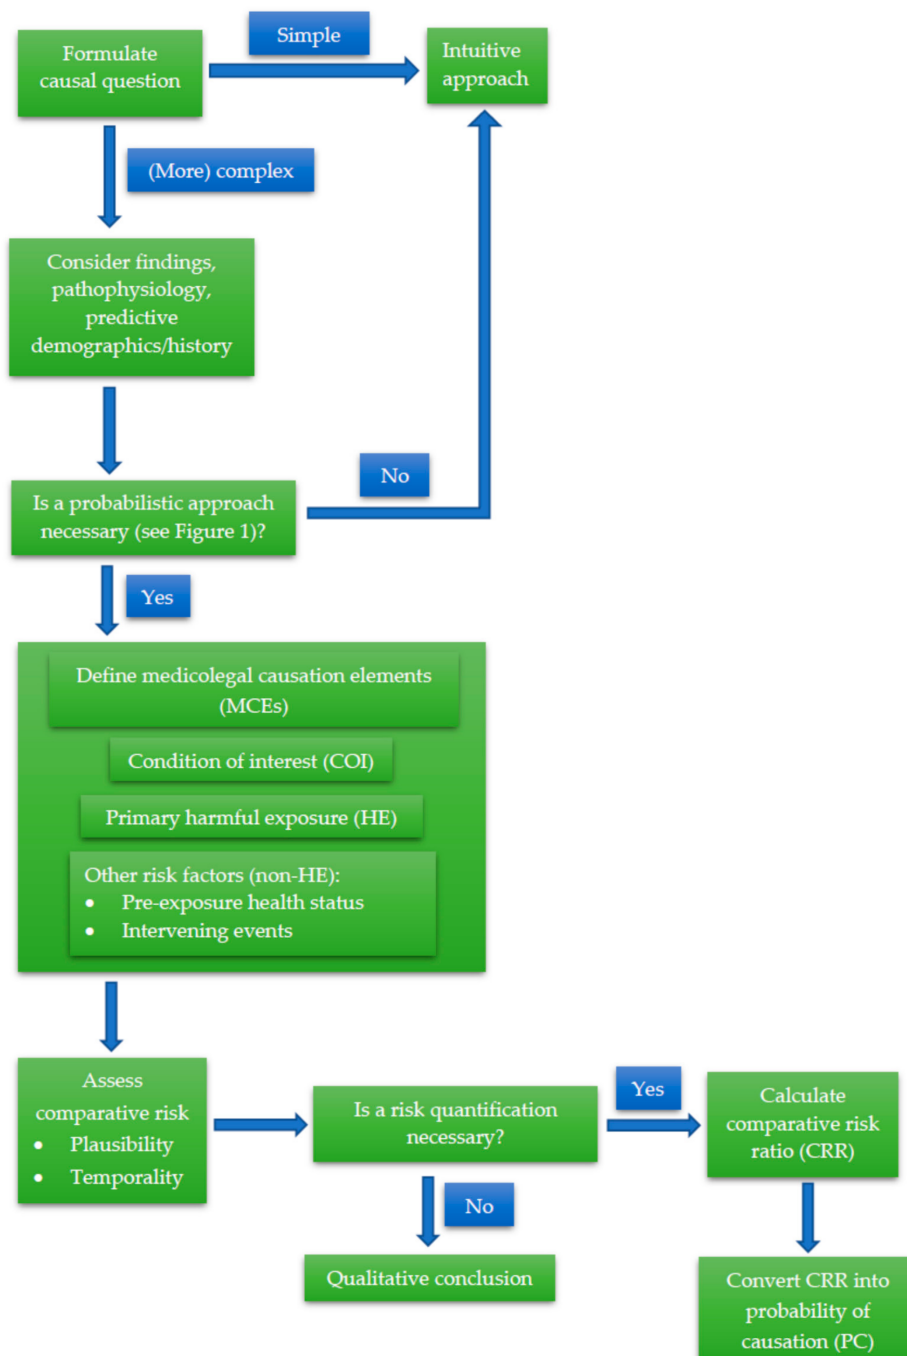 Formulate
causal question
Simple
Intuitive
approach
(More) complex
Consider findings,
pathophysiology,
predictive
demographics/history
Is a probabilistic approach
necessary (see Figure 1)?
No
Yes
Define medicolegal causation elements
(MCEs)
Condition of interest (COI)
Primary harmful exposure (HE)
Other risk factors (non-HE):
• Pre-exposure health status
• Intervening events
Assess
comparative risk
• Plausibility
• Temporality
Is a risk quantification
necessary?
Yes
Calculate
comparative risk
ratio (CRR)
No
Qualitative conclusion
Convert CRR into
probability of
causation (PC)